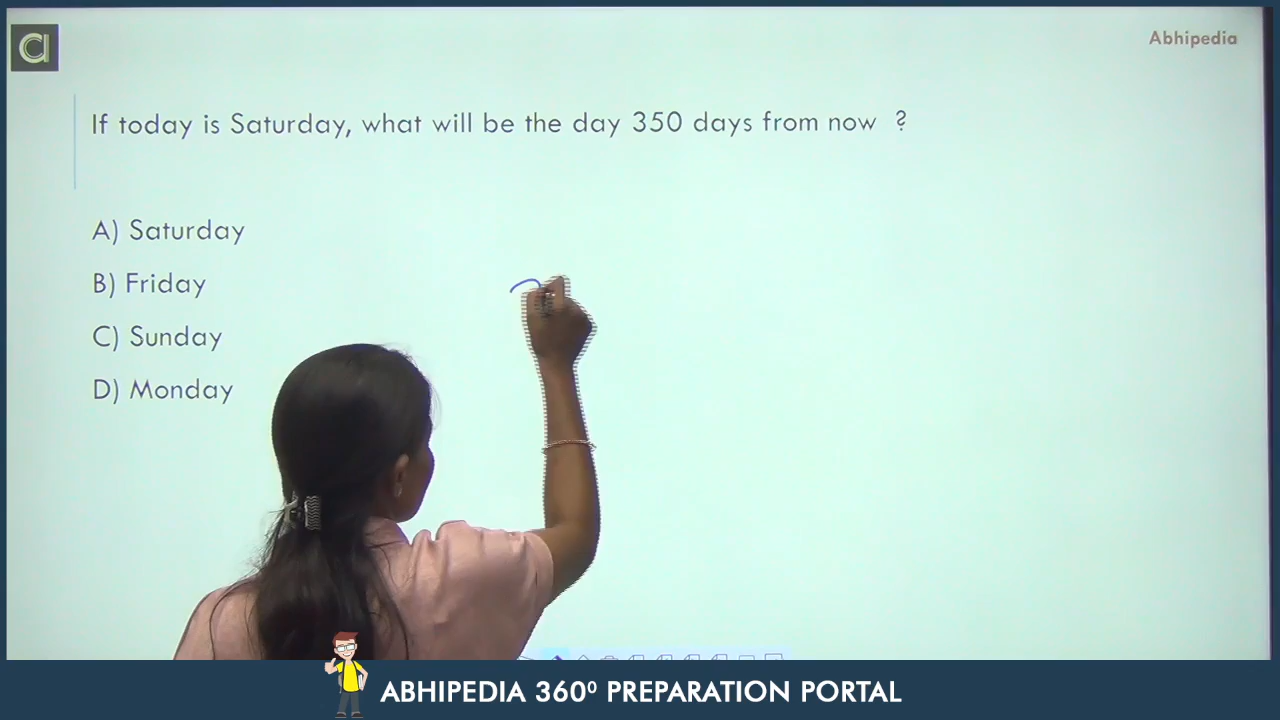 Abhipedia
If today is Saturday, what will be the day 350 days from now ?
A) Saturday
B) Friday
C) Sunday
D) Monday
ABHIPEDIA 360⁰ PREPARATION PORTAL